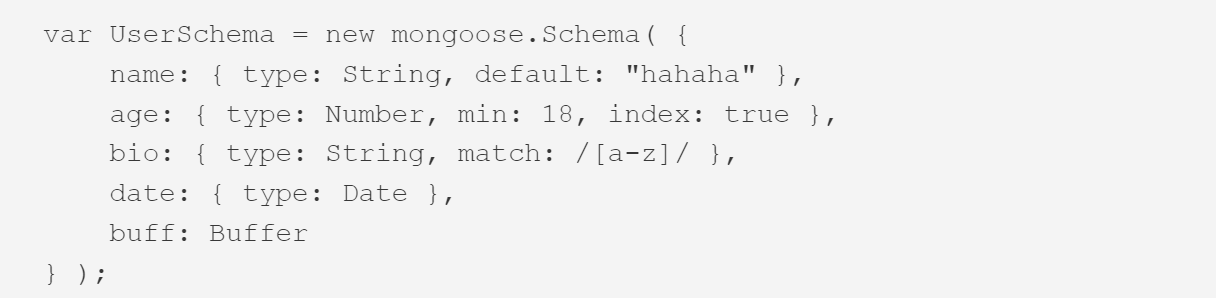 var UserSchema = new mongoose.Schema( {
    name: { type: String, default: "hahaha" },
    age: { type: Number, min: 18, index: true },
    bio: { type: String, match: /[a-z]/ },
    date: { type: Date },
    buff: Buffer
} );